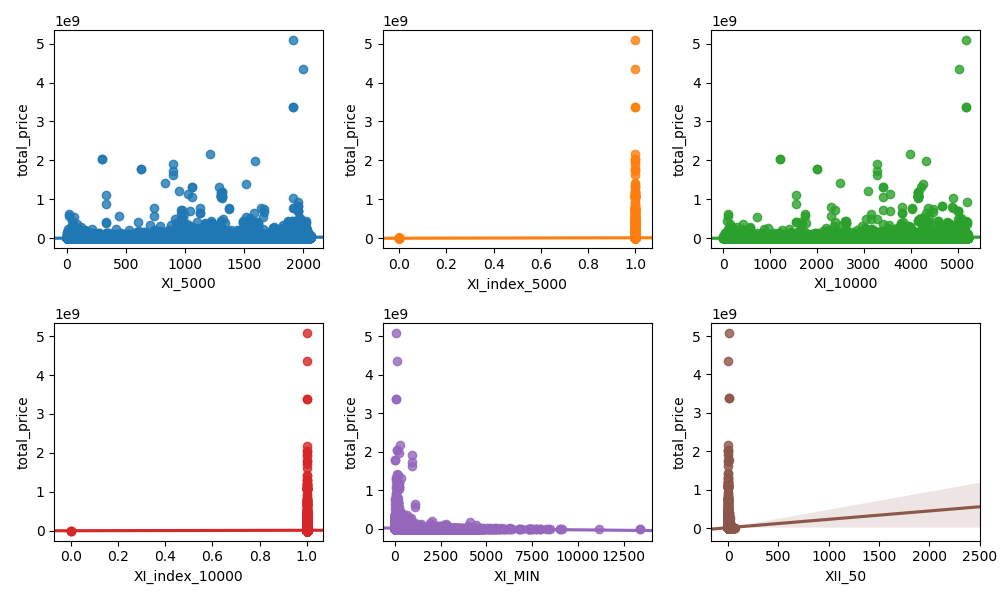 1e9 1e9 1e9
5 5 5
4 4 4
3 3 3
2 2 2
1 1 1
0 0 0
total_price total_price total_price
0 500 1000 1500 2000 0.0 0.2 0.4 0.6 0.8 1.0 0 1000 2000 3000 4000 5000
XI_5000 XI_index_5000 XI_10000
1e9 1e9 1e9
5 5 5
4 4 4
3 3 3
2 2 2
1 1 1
0 0 0
total_price total_price total_price
0.0 0.2 0.4 0.6 0.8 1.0 0 2500 5000 7500 10000 12500 0 500 1000 1500 2000 2500
XI_index_10000 XI_MIN XII_50